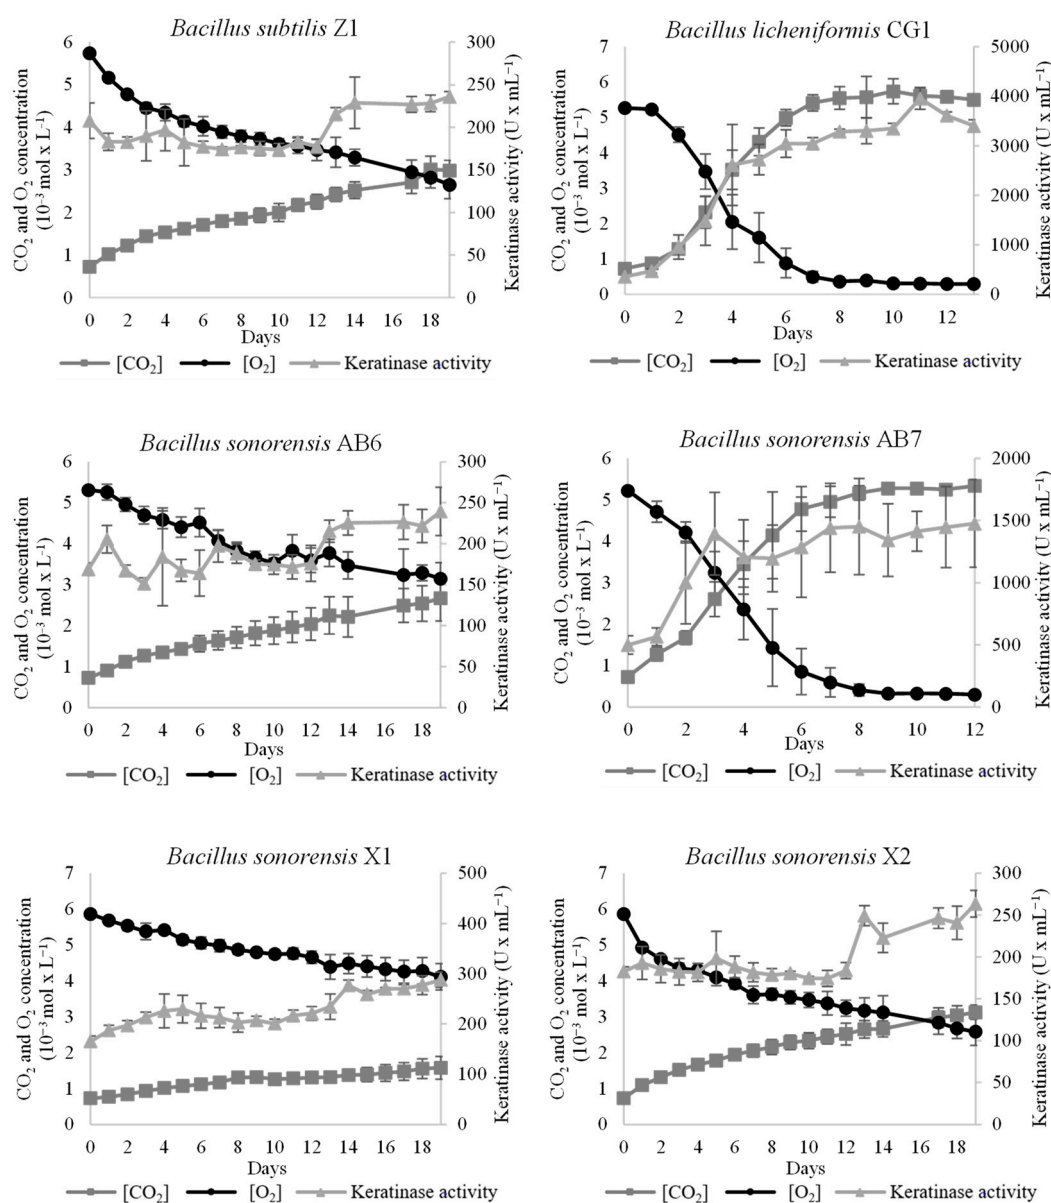 Bacillus subtilis Z1
CO₂ and O₂ concentration
(10⁻³ mol x L⁻¹)
6
5
4
3
2
1
0
300
250
200
150
100
50
0
Keratinase activity (U x mL⁻¹)
0 2 4 6 8 10 12 14 16 18
Days
[CO₂] [O₂] Keratinase activity
Bacillus licheniformis CG1
CO₂ and O₂ concentration
(10⁻³ mol x L⁻¹)
7
6
5
4
3
2
1
0
5000
4000
3000
2000
1000
0
Keratinase activity (U x mL⁻¹)
0 2 4 6 8 10 12
Days
[CO₂] [O₂] Keratinase activity
Bacillus sonorensis AB6
CO₂ and O₂ concentration
(10⁻³ mol x L⁻¹)
6
5
4
3
2
1
0
300
250
200
150
100
50
0
Keratinase activity (U x mL⁻¹)
0 2 4 6 8 10 12 14 16 18
Days
[CO₂] [O₂] Keratinase activity
Bacillus sonorensis AB7
CO₂ and O₂ concentration
(10⁻³ mol x L⁻¹)
6
5
4
3
2
1
0
2000
1500
1000
500
0
Keratinase activity (U x mL⁻¹)
0 2 4 6 8 10 12
Days
[CO₂] [O₂] Keratinase activity
Bacillus sonorensis X1
CO₂ and O₂ concentration
(10⁻³ mol x L⁻¹)
7
6
5
4
3
2
1
0
500
400
300
200
100
0
Keratinase activity (U x mL⁻¹)
0 2 4 6 8 10 12 14 16 18
Days
[CO₂] [O₂] Keratinase activity
Bacillus sonorensis X2
CO₂ and O₂ concentration
(10⁻³ mol x L⁻¹)
7
6
5
4
3
2
1
0
300
250
200
150
100
50
0
Keratinase activity (U x mL⁻¹)
0 2 4 6 8 10 12 14 16 18
Days
[CO₂] [O₂] Keratinase activity